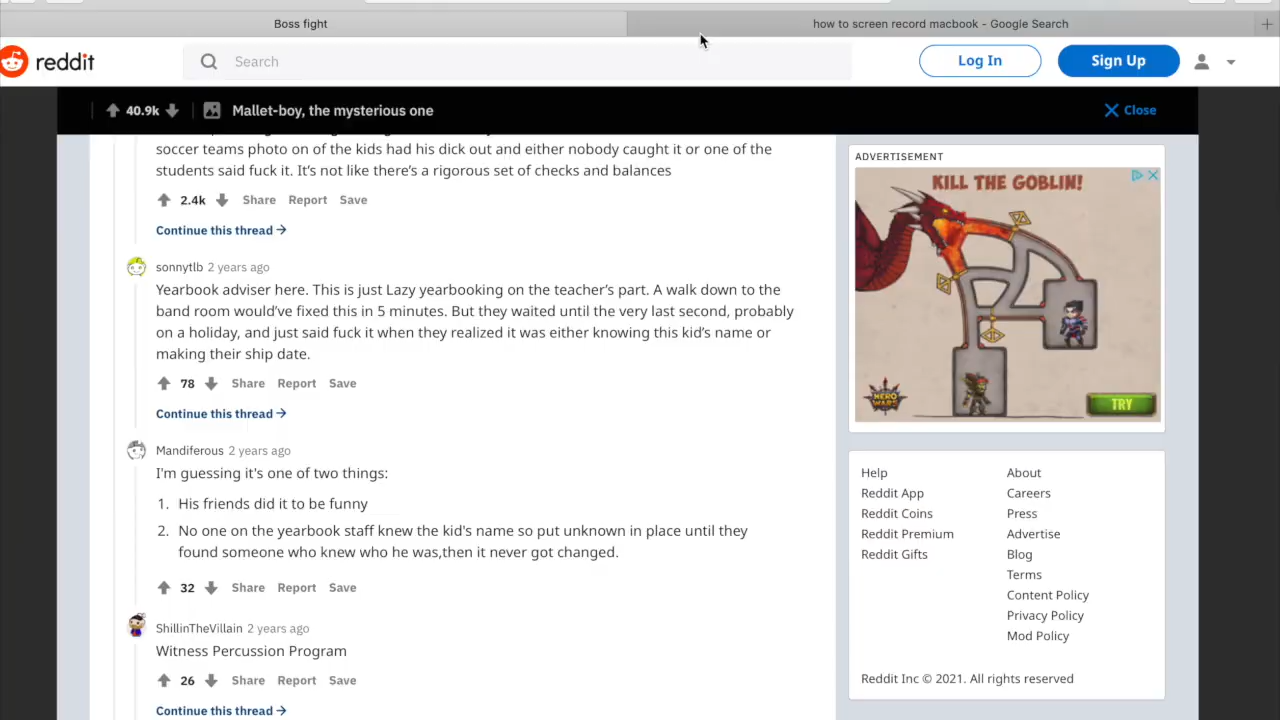 Boss fight
how to screen record macbook - Google Search
reddit
Search
Log In
Sign Up
40.9k
Mallet-boy, the mysterious one
Close
soccer teams photo on of the kids had his dick out and either nobody caught it or one of the
students said fuck it. It's not like there's a rigorous set of checks and balances
2.4k Share Report Save
Continue this thread →
sonnytlb 2 years ago
Yearbook adviser here. This is just Lazy yearbooking on the teacher's part. A walk down to the
band room would've fixed this in 5 minutes. But they waited until the very last second, probably
on a holiday, and just said fuck it when they realized it was either knowing this kid's name or
making their ship date.
78 Share Report Save
Continue this thread →
Mandiferous 2 years ago
I'm guessing it's one of two things:
1. His friends did it to be funny
2. No one on the yearbook staff knew the kid's name so put unknown in place until they
found someone who knew who he was,then it never got changed.
32 Share Report Save
ShillinTheVillain 2 years ago
Witness Percussion Program
26 Share Report Save
Continue this thread →
ADVERTISEMENT
KILL THE GOBLIN!
HERO WARS
TRY
Help About
Reddit App Careers
Reddit Coins Press
Reddit Premium Advertise
Reddit Gifts Blog
Terms
Content Policy
Privacy Policy
Mod Policy
Reddit Inc © 2021. All rights reserved